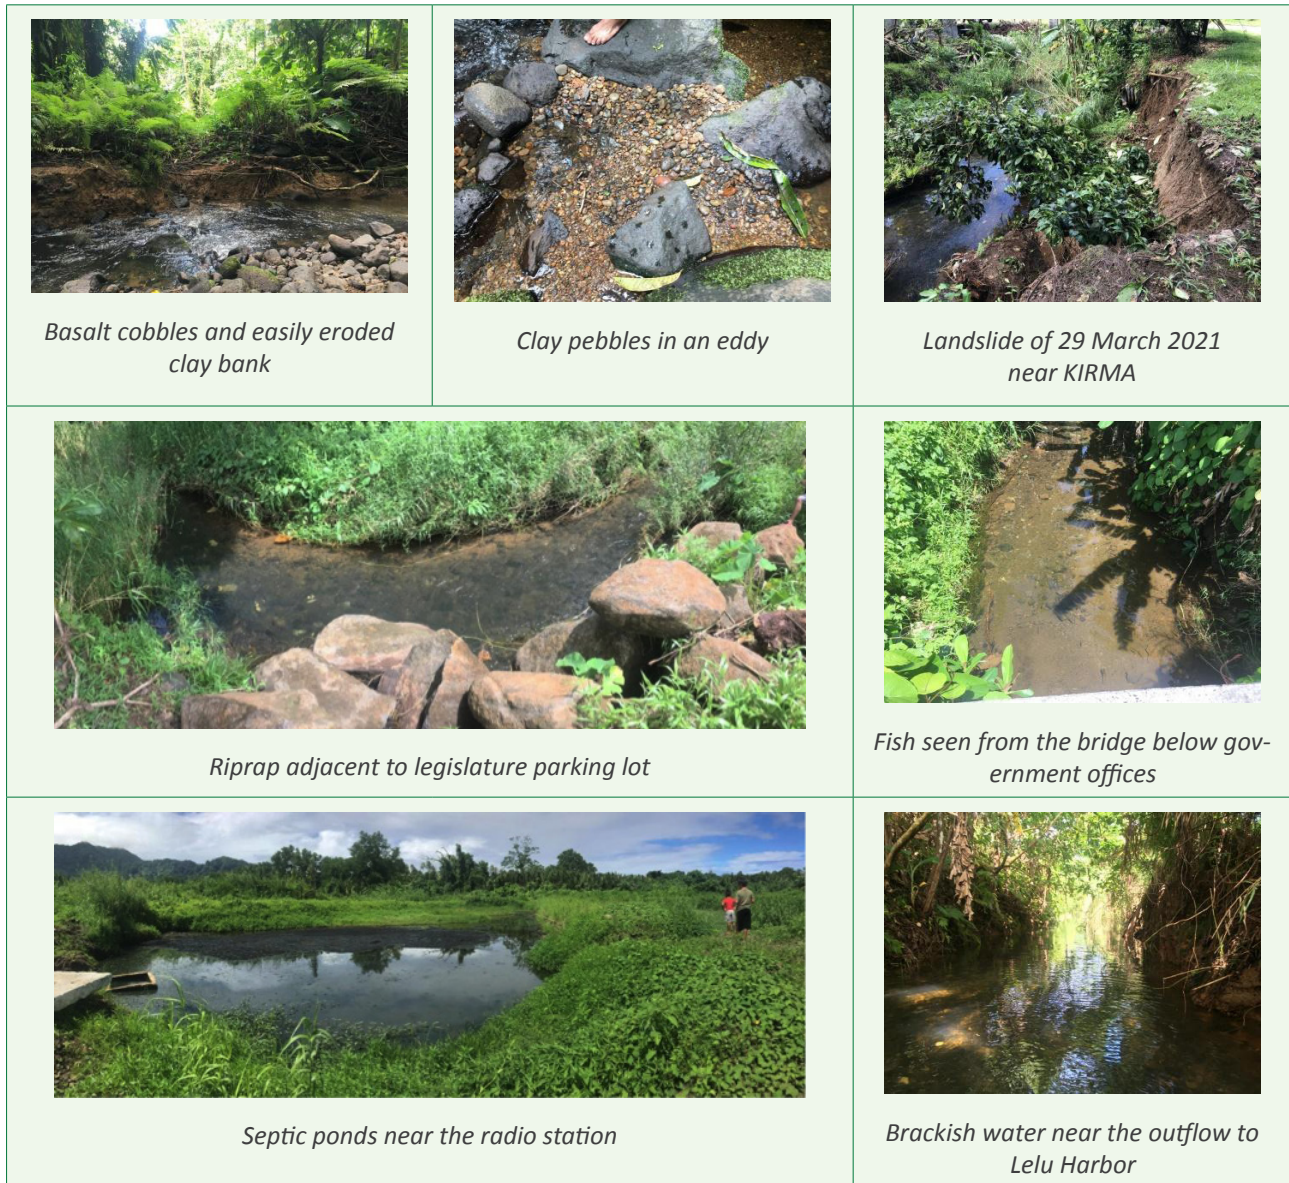 Basalt cobbles and easily eroded
clay bank
Clay pebbles in an eddy
Landslide of 29 March 2021
near KIRMA
Riprap adjacent to legislature parking lot
Fish seen from the bridge below gov-
ernment offices
Septic ponds near the radio station
Brackish water near the outflow to
Lelu Harbor